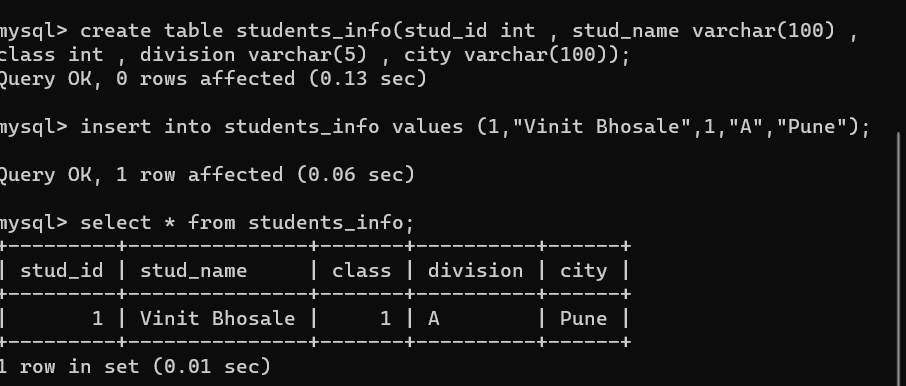 mysql> create table students_info(stud_id int , stud_name varchar(100) ,
class int , division varchar(5) , city varchar(100));
Query OK, 0 rows affected (0.13 sec)
mysql> insert into students_info values (1,"Vinit Bhosale",1,"A","Pune");
Query OK, 1 row affected (0.06 sec)
mysql> select * from students_info;
+---------+---------------+-------+----------+------+
| stud_id | stud_name     | class | division | city |
+---------+---------------+-------+----------+------+
|       1 | Vinit Bhosale |     1 | A        | Pune |
+---------+---------------+-------+----------+------+
1 row in set (0.01 sec)